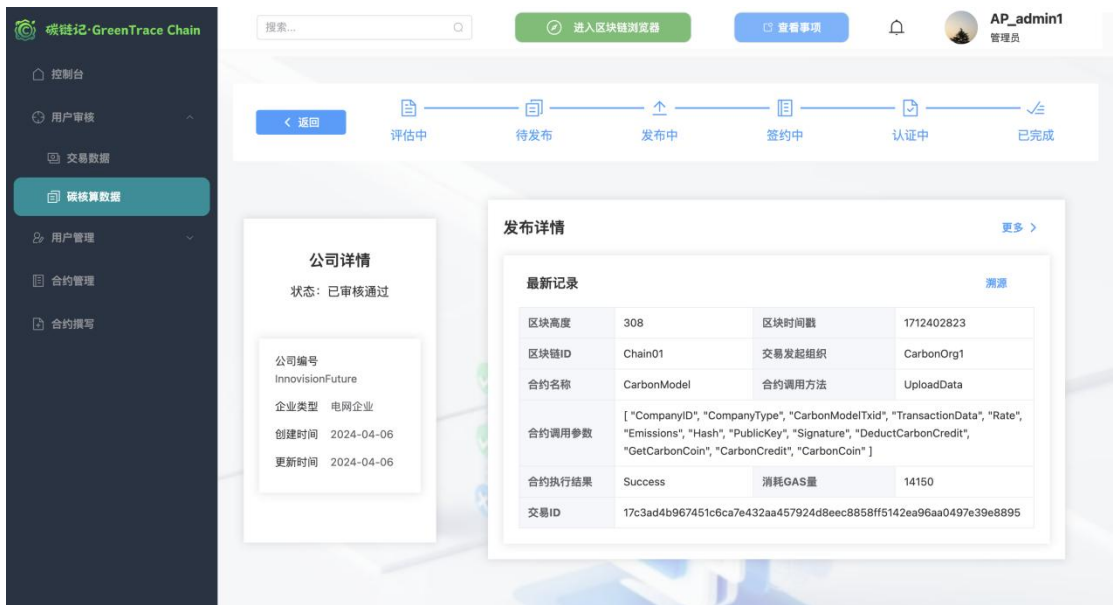 碳链记·GreenTrace Chain
搜索...
进入区块链浏览器
查看事项
AP_admin1
管理员
控制台
用户审核
交易数据
碳核算数据
用户管理
合约管理
合约撰写
返回
评估中
待发布
发布中
签约中
认证中
已完成
公司详情
状态：已审核通过
公司编号
InnovisionFuture
企业类型 电网企业
创建时间 2024-04-06
更新时间 2024-04-06
发布详情
更多
最新记录
溯源
区块高度 308 区块时间戳 1712402823
区块链ID Chain01 交易发起组织 CarbonOrg1
合约名称 CarbonModel 合约调用方法 UploadData
合约调用参数
[ "CompanyID", "CompanyType", "CarbonModelTxid", "TransactionData", "Rate",
"Emissions", "Hash", "PublicKey", "Signature", "DeductCarbonCredit",
"GetCarbonCoin", "CarbonCredit", "CarbonCoin" ]
合约执行结果 Success 消耗GAS量 14150
交易ID 17c3ad4b967451c6ca7e432aa457924d8eec8858ff5142ea96aa0497e39e8895